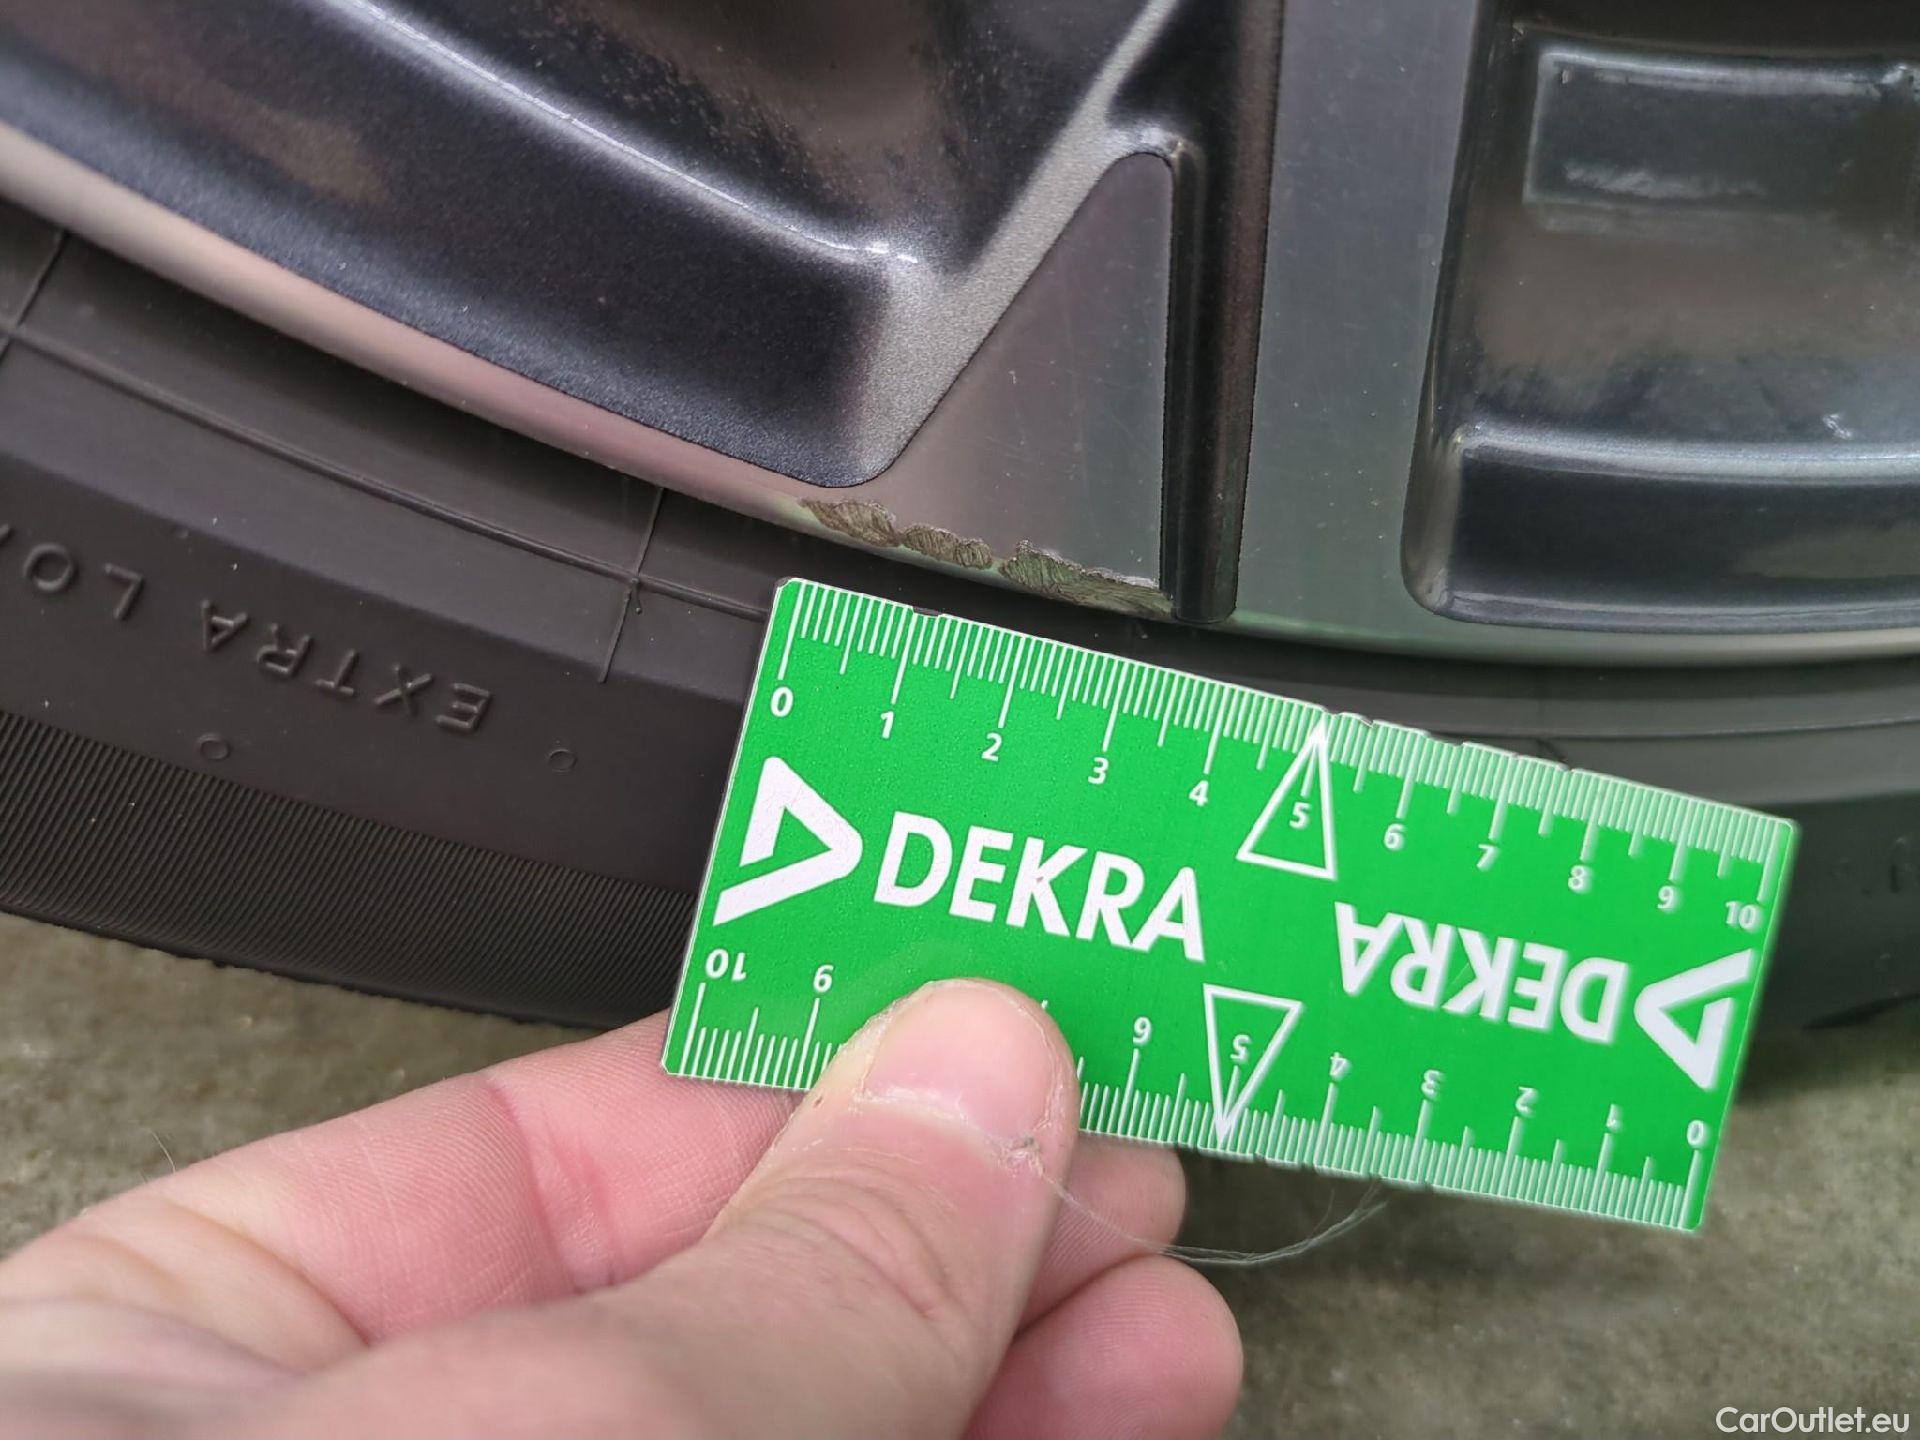 EXTRA LOA
0 1 2 3 4 5 6 7 8 9 10
DEKRA
DEKRA
10 9 6 5 4 3 2 1 0
CarOutlet.eu